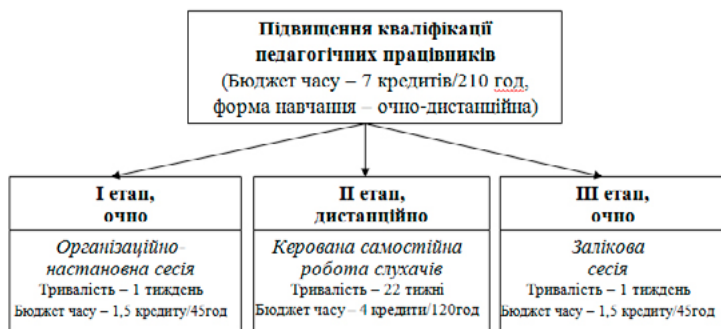 Підвищення кваліфікації
педагогічних працівників
(Бюджет часу – 7 кредитів/210 год,
форма навчання – очно-дистанційна)
І етап,
очно
Організаційно-
настановна сесія
Тривалість – 1 тиждень
Бюджет часу – 1,5 кредиту/45год
ІІ етап,
дистанційно
Керована самостійна
робота слухачів
Тривалість – 22 тижні
Бюджет часу – 4 кредити/120год
ІІІ етап,
очно
Залікова
сесія
Тривалість – 1 тиждень
Бюджет часу – 1,5 кредиту/45год